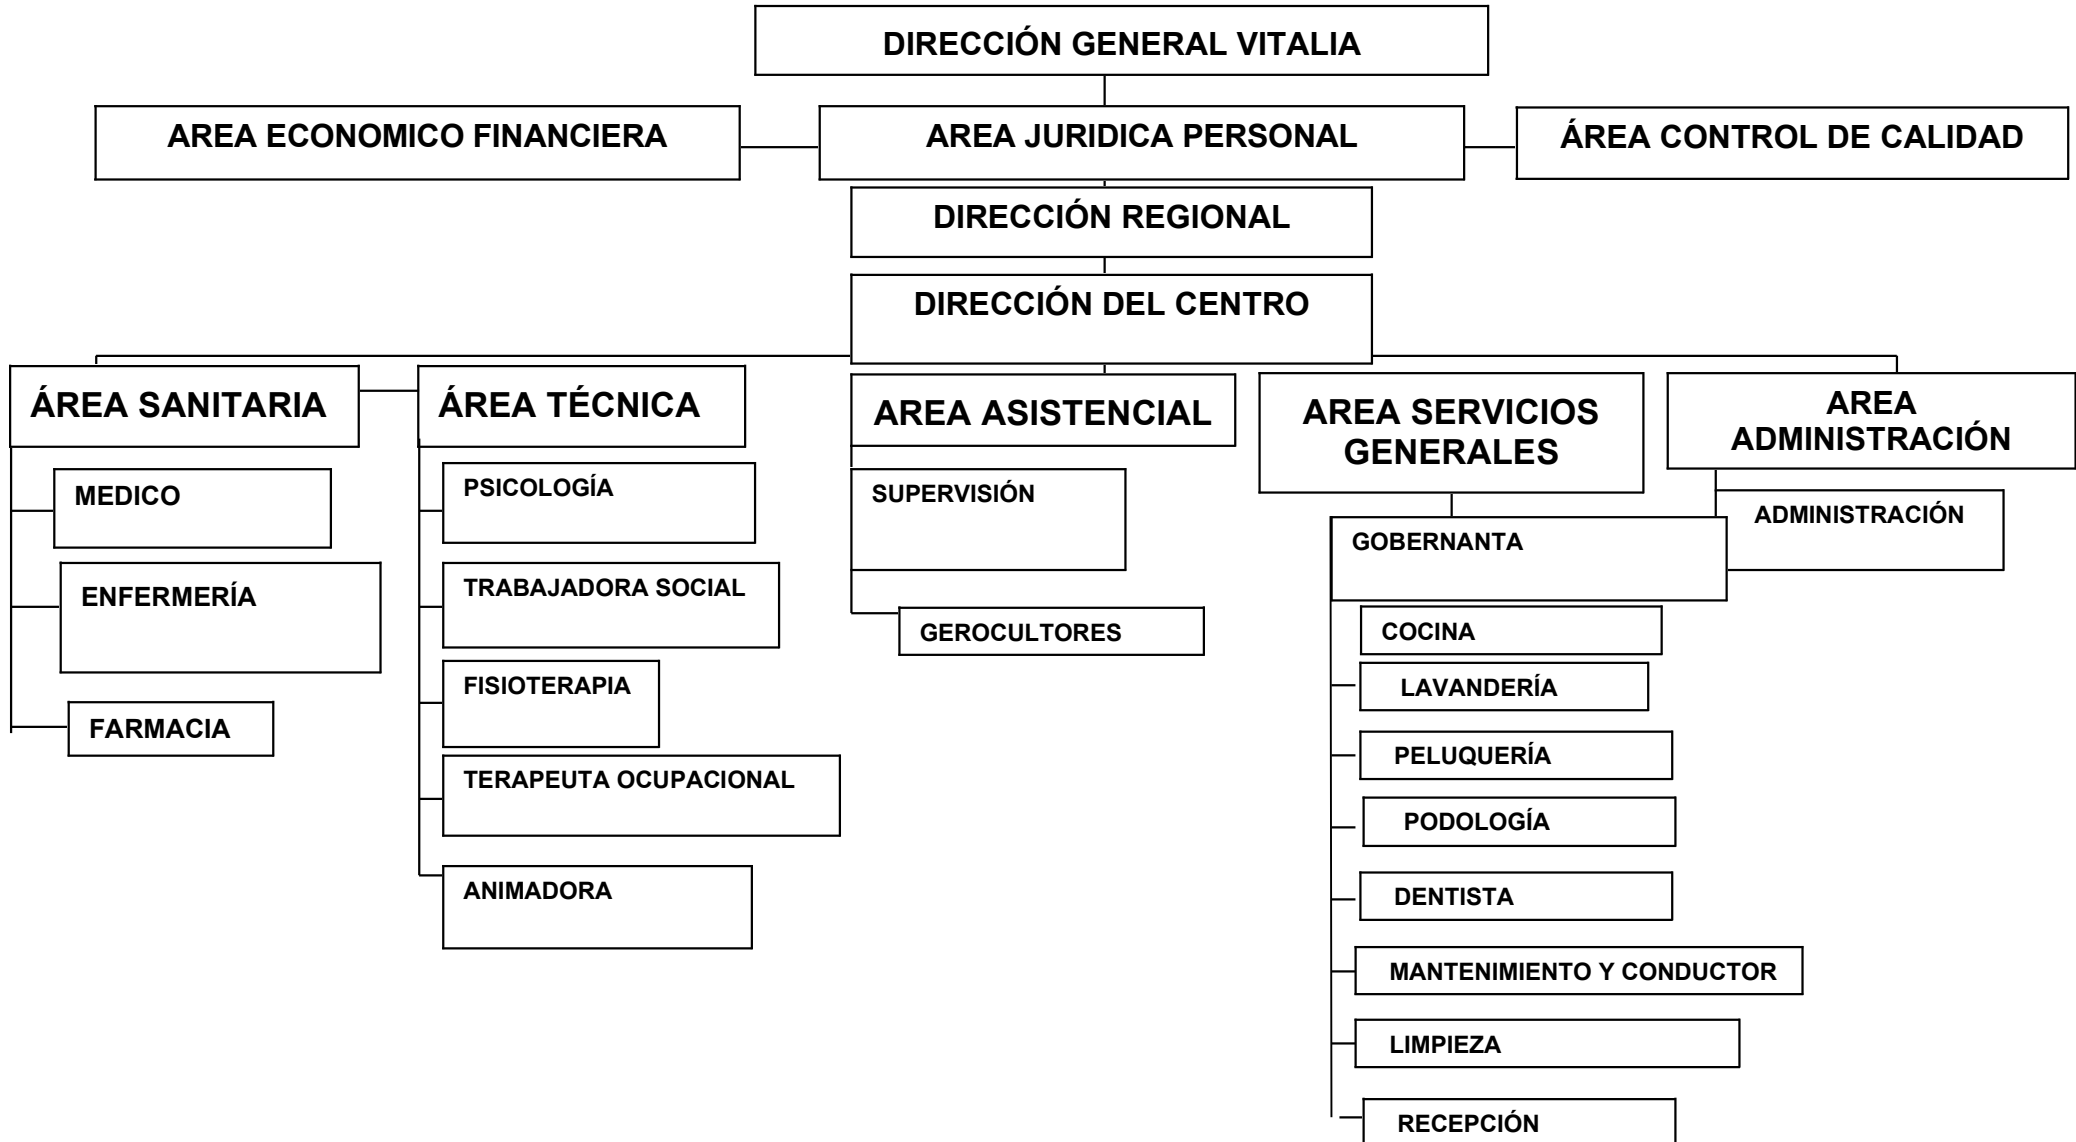 DIRECCIÓN GENERAL VITALIA
AREA ECONOMICO FINANCIERA
AREA JURIDICA PERSONAL
ÁREA CONTROL DE CALIDAD
DIRECCIÓN REGIONAL
DIRECCIÓN DEL CENTRO
ÁREA SANITARIA
MEDICO
ENFERMERÍA
FARMACIA
ÁREA TÉCNICA
PSICOLOGÍA
TRABAJADORA SOCIAL
FISIOTERAPIA
TERAPEUTA OCUPACIONAL
ANIMADORA
AREA ASISTENCIAL
SUPERVISIÓN
GEROCULTORES
AREA SERVICIOS
GENERALES
GOBERNANTA
COCINA
LAVANDERÍA
PELUQUERÍA
PODOLOGÍA
DENTISTA
MANTENIMIENTO Y CONDUCTOR
LIMPIEZA
RECEPCIÓN
AREA
ADMINISTRACIÓN
ADMINISTRACIÓN